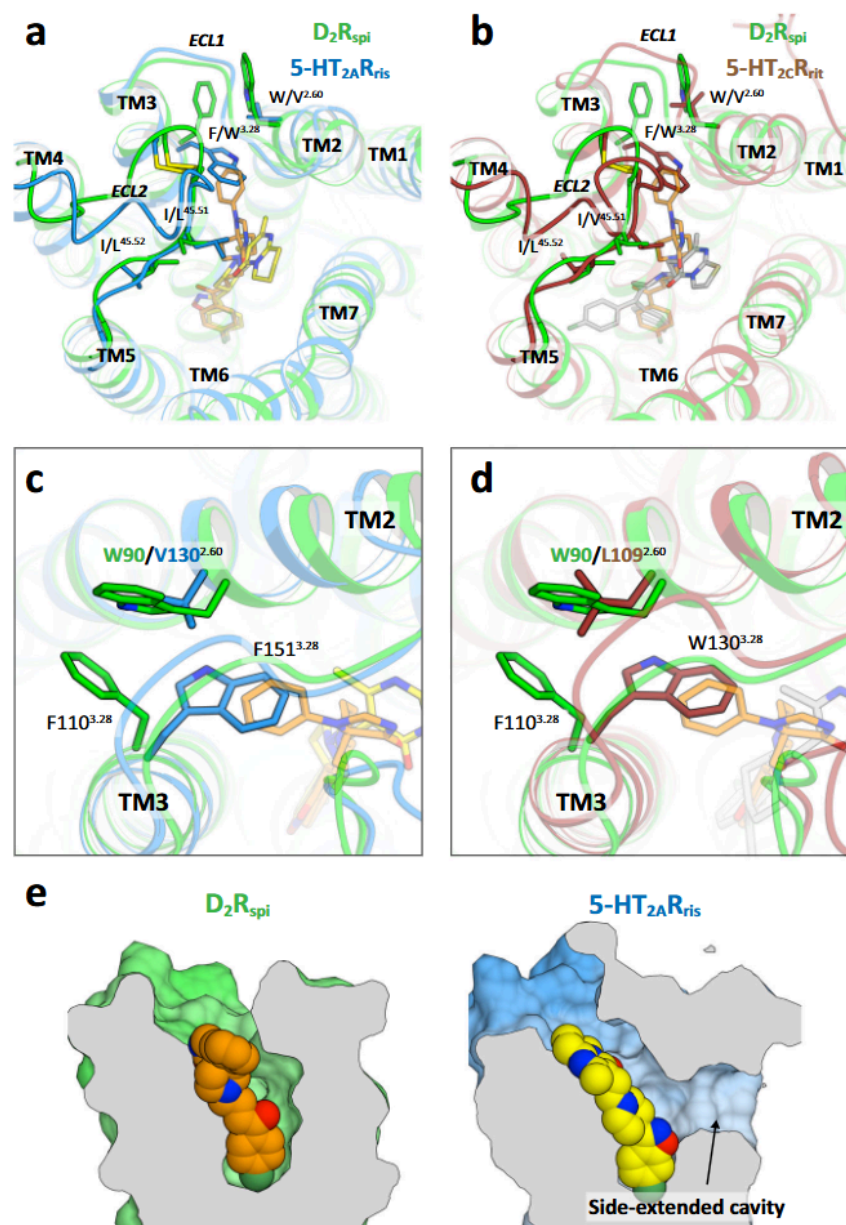 a
ECL1
D₂Rspi
5-HT2ARris
TM3
W/V²·⁶⁰
F/W³·²⁸
TM2
TM1
TM4
ECL2
I/L⁴⁵·⁵¹
I/L⁴⁵·⁵²
TM7
TM5
TM6
b
ECL1
D₂Rspi
5-HT2CRrit
W/V²·⁶⁰
TM3
F/W³·²⁸
TM2
TM1
TM4
ECL2
I/V⁴⁵·⁵¹
I/L⁴⁵·⁵²
TM7
TM5
TM6
c
TM2
W90/V130²·⁶⁰
F151³·²⁸
F110³·²⁸
TM3
d
TM2
W90/L109²·⁶⁰
W130³·²⁸
F110³·²⁸
TM3
e
D₂Rspi
5-HT2ARris
Side-extended cavity